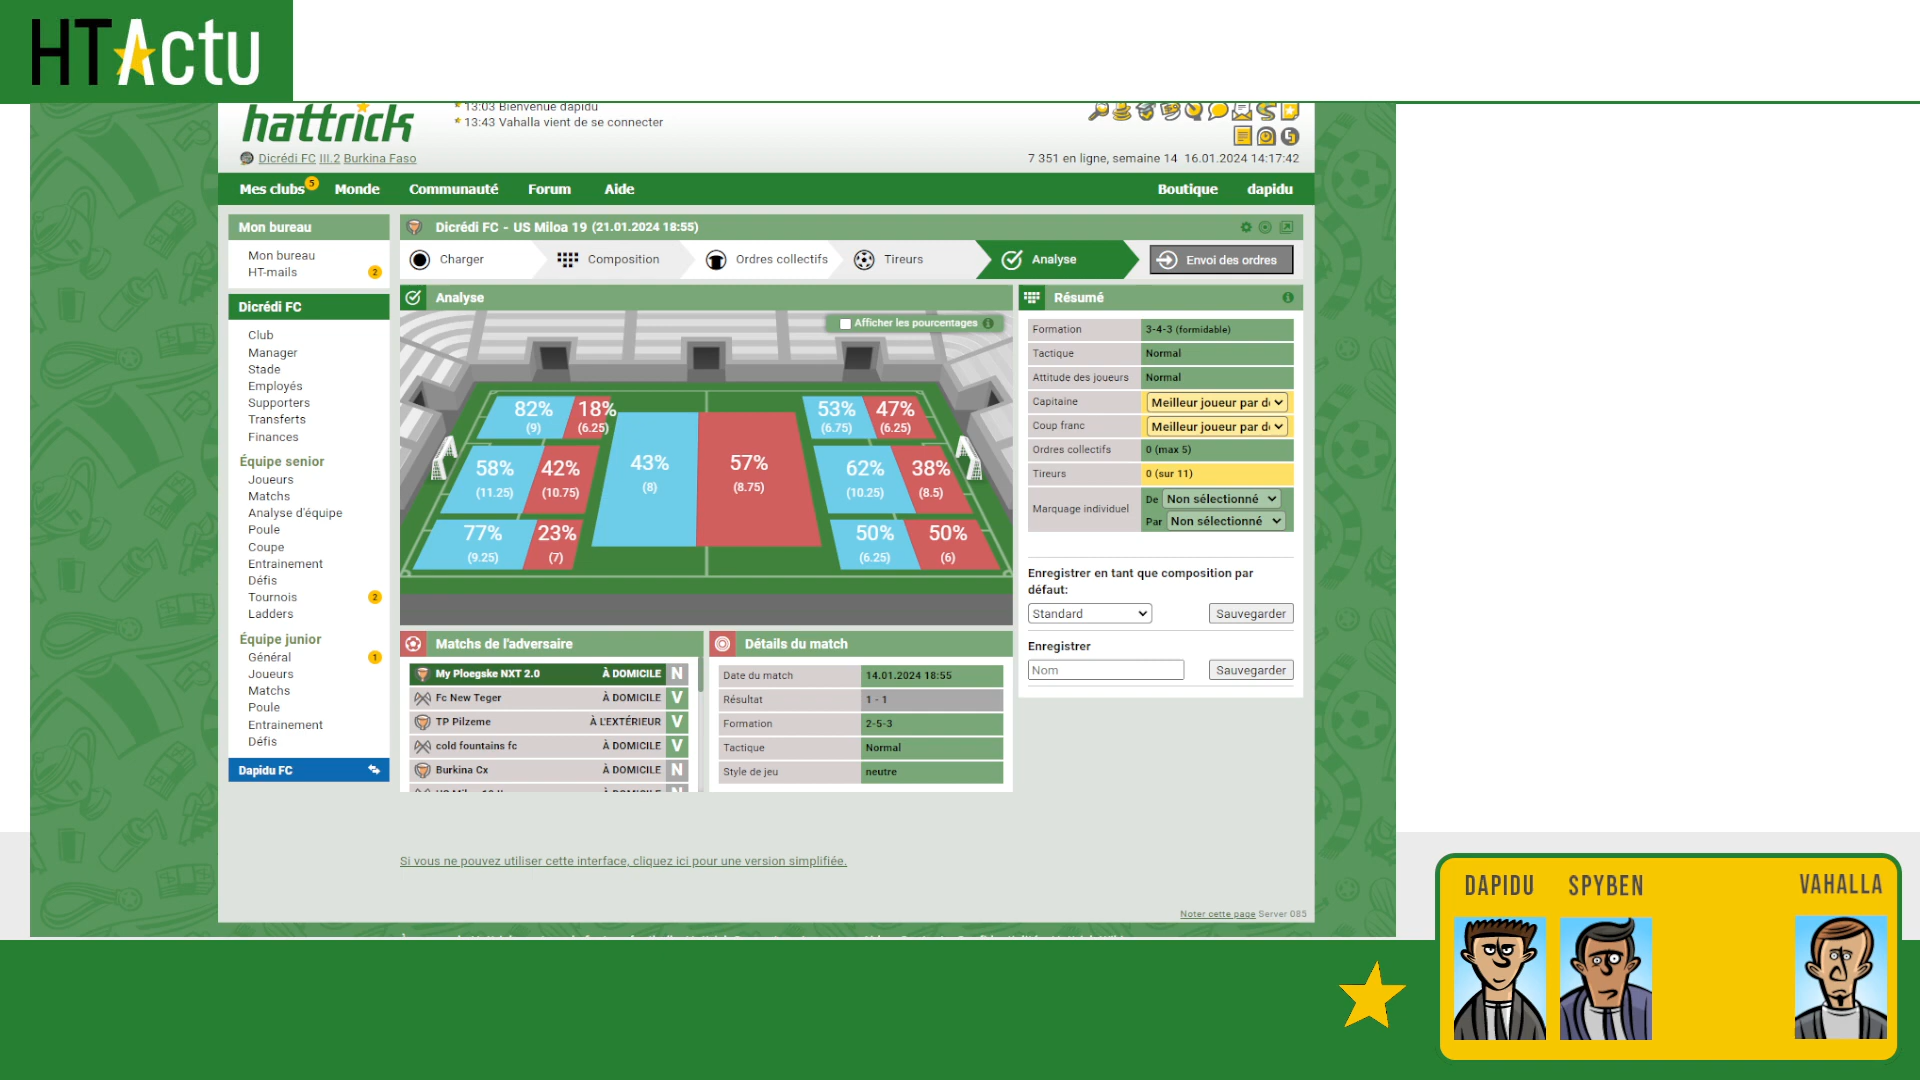 HTActu
hattrick
13:03 Bienvenue dapidu
13:43 Vahalla vient de se connecter
Dicrédi FC III.2 Burkina Faso
7 351 en ligne, semaine 14 16.01.2024 14:17:42
Mes clubs 5 Monde Communauté Forum Aide Boutique dapidu
Mon bureau
Mon bureau
HT-mails 2
Dicrédi FC
Club
Manager
Stade
Employés
Supporters
Transferts
Finances
Équipe senior
Joueurs
Matchs
Analyse d'équipe
Poule
Coupe
Entrainement
Défis
Tournois 2
Ladders
Équipe junior
Général 1
Joueurs
Matchs
Poule
Entrainement
Défis
Dapidu FC
Dicrédi FC - US Miloa 19 (21.01.2024 18:55)
Charger Composition Ordres collectifs Tireurs Analyse Envoi des ordres
Analyse
Afficher les pourcentages
82% 18% 53% 47%
(9) (6.25) (6.75) (6.25)
58% 42% 43% 57% 62% 38%
(11.25) (10.75) (8) (8.75) (10.25) (8.5)
77% 23% 50% 50%
(9.25) (7) (6.25) (6)
Matchs de l'adversaire
My Ploegske NXT 2.0 À DOMICILE N
Fc New Teger À DOMICILE V
TP Pilzeme À L'EXTÉRIEUR V
cold fountains fc À DOMICILE V
Burkina Cx À DOMICILE N
Détails du match
Date du match 14.01.2024 18:55
Résultat 1 - 1
Formation 2-5-3
Tactique Normal
Style de jeu neutre
Résumé
Formation 3-4-3 (formidable)
Tactique Normal
Attitude des joueurs Normal
Capitaine Meilleur joueur par d
Coup franc Meilleur joueur par d
Ordres collectifs 0 (max 5)
Tireurs 0 (sur 11)
Marquage individuel De Non sélectionné
Par Non sélectionné
Enregistrer en tant que composition par
défaut:
Standard Sauvegarder
Enregistrer
Nom Sauvegarder
Si vous ne pouvez utiliser cette interface, cliquez ici pour une version simplifiée.
Noter cette page Server 085
DAPIDU SPYBEN VAHALLA